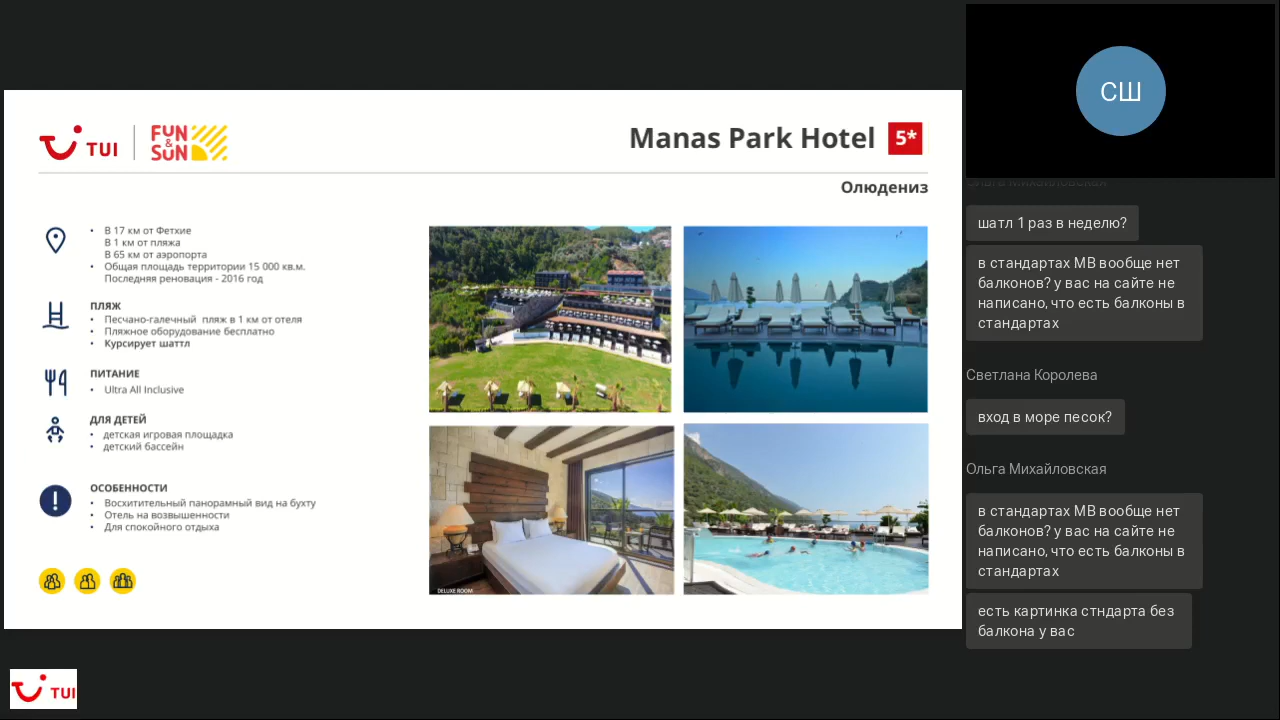 TUI
FUN
&
SUN
Manas Park Hotel 5*
Олюдениз
• В 17 км от Фетхие
В 1 км от пляжа
В 65 км от аэропорта
• Общая площадь территории 15 000 кв.м.
Последняя реновация - 2016 год
ПЛЯЖ
• Песчано-галечный пляж в 1 км от отеля
• Пляжное оборудование бесплатно
• Курсирует шаттл
ПИТАНИЕ
• Ultra All Inclusive
ДЛЯ ДЕТЕЙ
• детская игровая площадка
• детский бассейн
ОСОБЕННОСТИ
• Восхитительный панорамный вид на бухту
• Отель на возвышенности
• Для спокойного отдыха
DELUXE ROOM
TUI
СШ
шатл 1 раз в неделю?
в стандартах МВ вообще нет
балконов? у вас на сайте не
написано, что есть балконы в
стандартах
Светлана Королева
вход в море песок?
Ольга Михайловская
в стандартах МВ вообще нет
балконов? у вас на сайте не
написано, что есть балконы в
стандартах
есть картинка стндарта без
балкона у вас